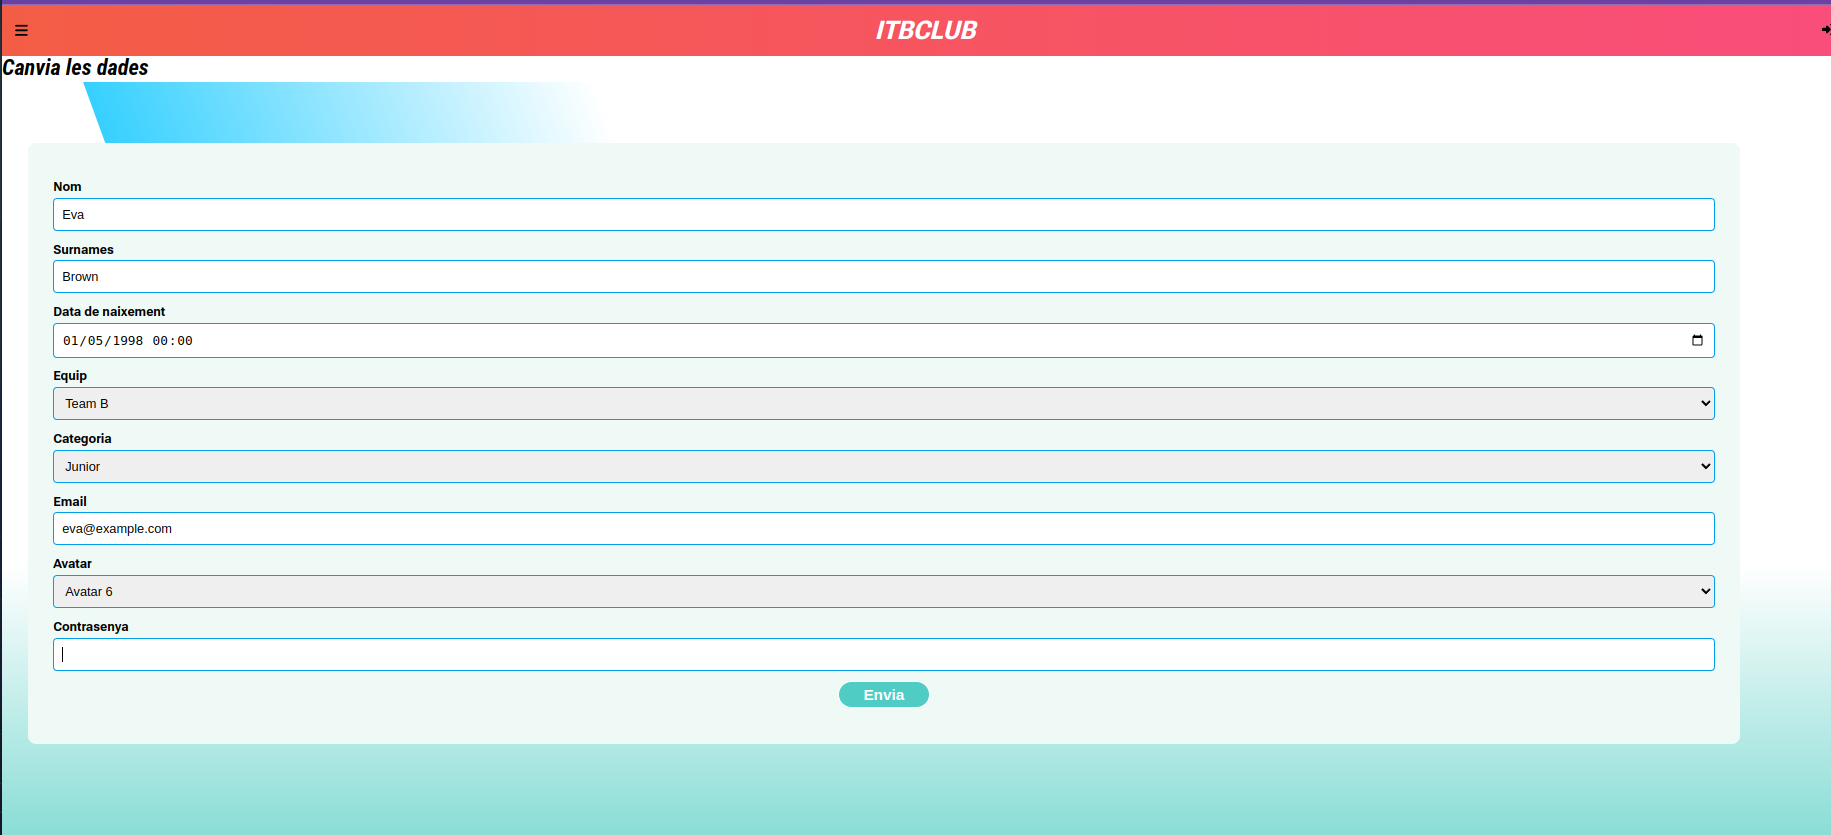 ITBCLUB
Canvia les dades
Nom
Eva
Surnames
Brown
Data de naixement
01/05/1998 00:00
Equip
Team B
Categoria
Junior
Email
eva@example.com
Avatar
Avatar 6
Contrasenya
Envia